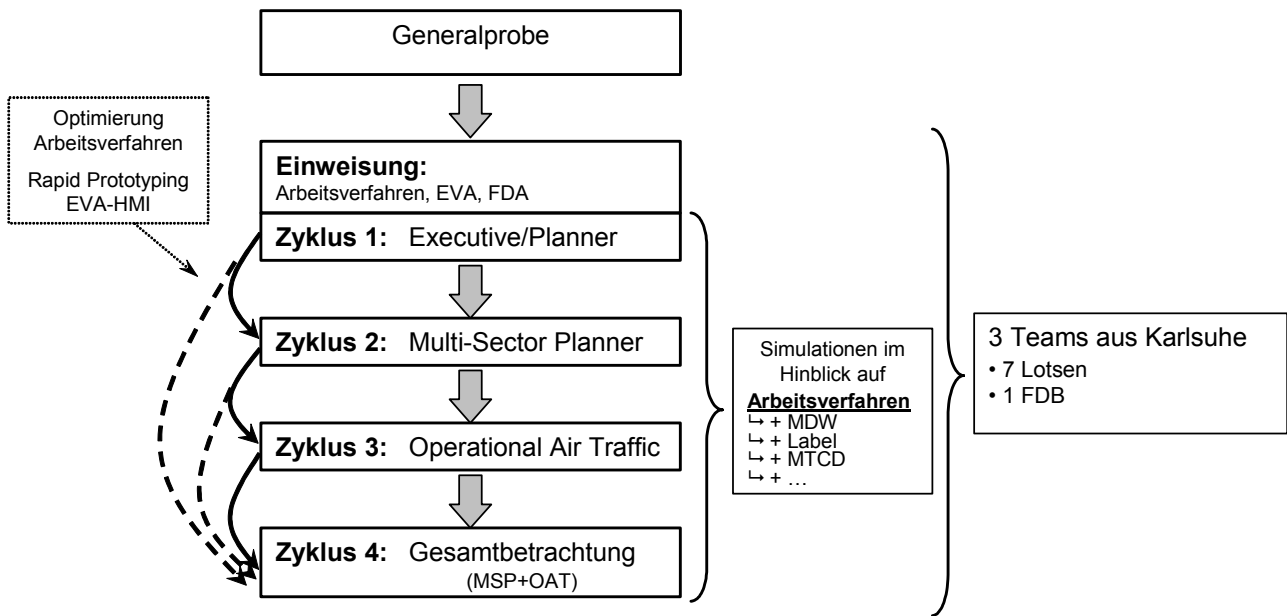 Generalprobe
Optimierung
Arbeitsverfahren
Rapid Prototyping
EVA-HMI
Einweisung:
Arbeitsverfahren, EVA, FDA
Zyklus 1: Executive/Planner
Zyklus 2: Multi-Sector Planner
Zyklus 3: Operational Air Traffic
Zyklus 4: Gesamtbetrachtung
(MSP+OAT)
Simulationen im
Hinblick auf
Arbeitsverfahren
↳ + MDW
↳ + Label
↳ + MTCD
↳ + …
3 Teams aus Karlsuhe
• 7 Lotsen
• 1 FDB